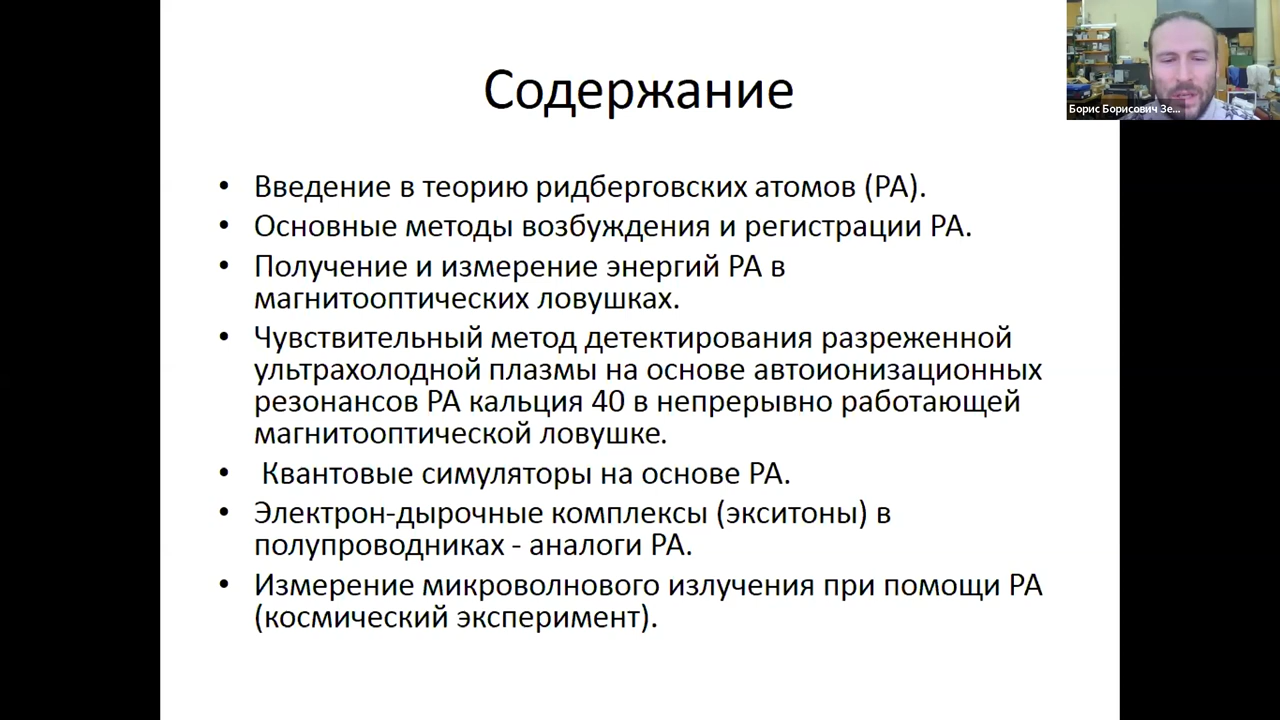 Содержание
Борис Борисович Зе...
• Введение в теорию ридберговских атомов (РА).
• Основные методы возбуждения и регистрации РА.
• Получение и измерение энергий РА в
магнитооптических ловушках.
• Чувствительный метод детектирования разреженной
ультрахолодной плазмы на основе автоионизационных
резонансов РА кальция 40 в непрерывно работающей
магнитооптической ловушке.
• Квантовые симуляторы на основе РА.
• Электрон-дырочные комплексы (экситоны) в
полупроводниках - аналоги РА.
• Измерение микроволнового излучения при помощи РА
(космический эксперимент).